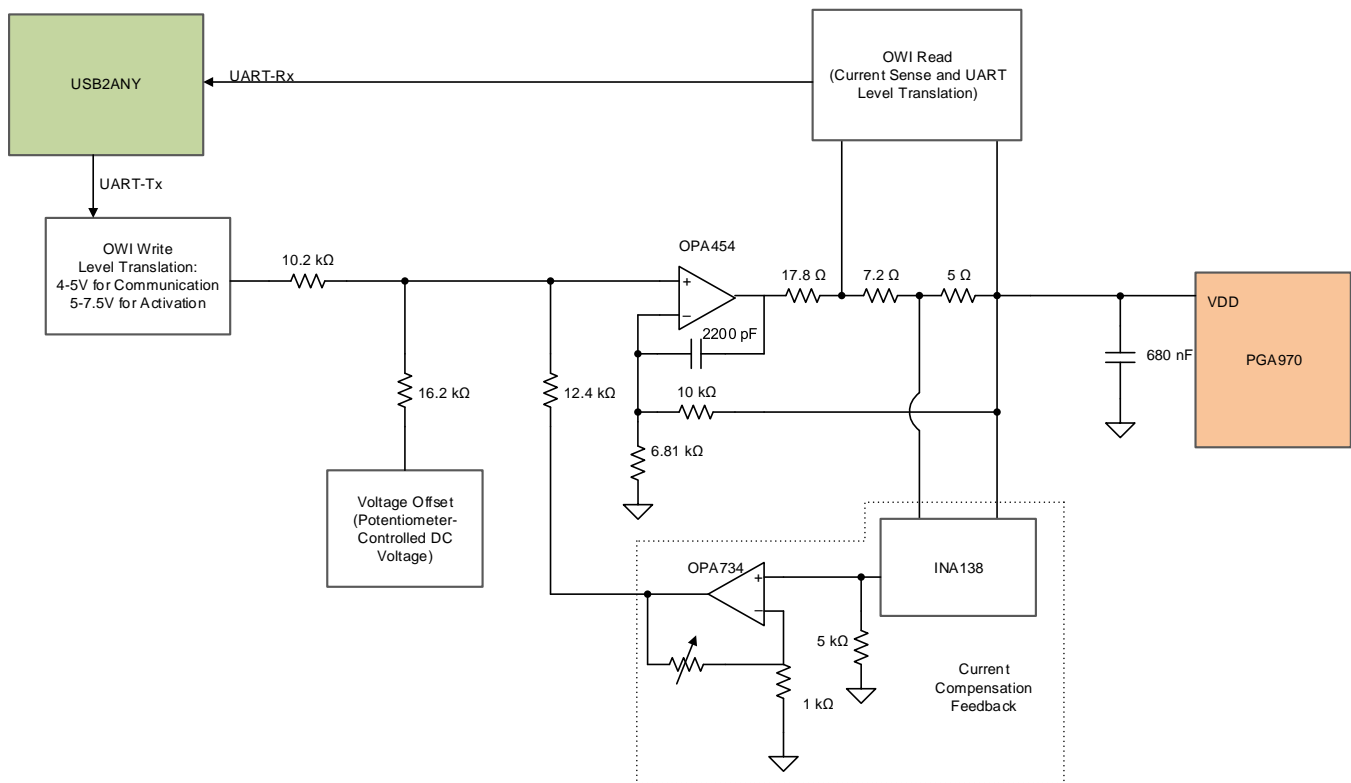 USB2ANY
UART-Rx
OWI Read
(Current Sense and UART
Level Translation)
UART-Tx
OWI Write
Level Translation:
4-5V for Communication
5-7.5V for Activation
10.2 kΩ
OPA454
+
–
17.8 Ω
7.2 Ω
5 Ω
2200 pF
VDD
PGA970
680 nF
16.2 kΩ
12.4 kΩ
10 kΩ
6.81 kΩ
Voltage Offset
(Potentiometer-
Controlled DC
Voltage)
OPA734
+
–
INA138
5 kΩ
1 kΩ
Current
Compensation
Feedback